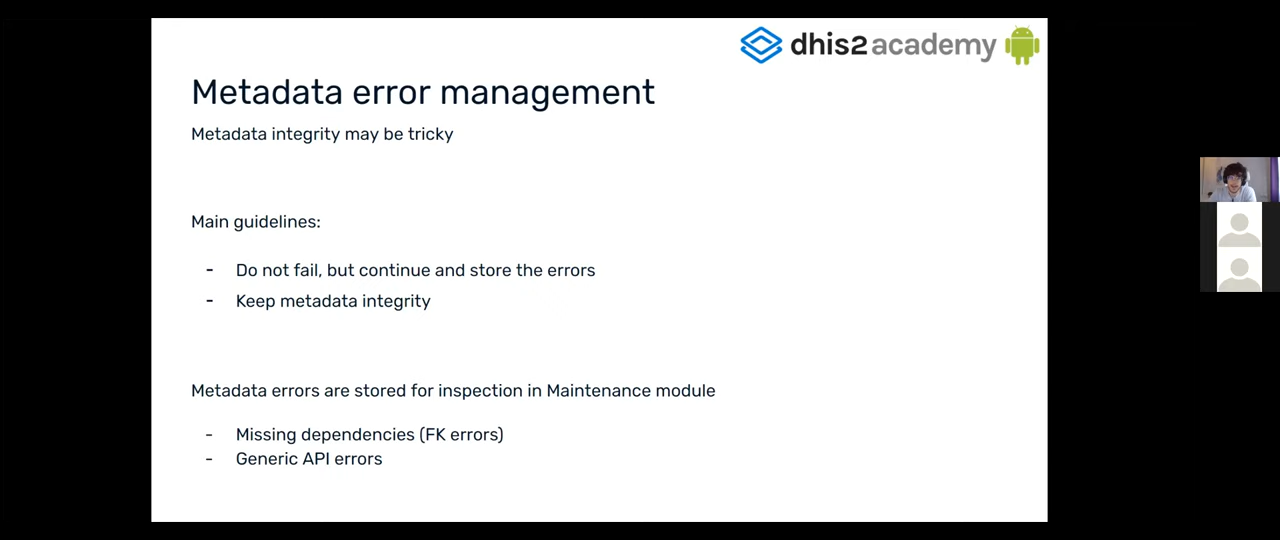 dhis2 academy
Metadata error management
Metadata integrity may be tricky
Main guidelines:
- Do not fail, but continue and store the errors
- Keep metadata integrity
Metadata errors are stored for inspection in Maintenance module
- Missing dependencies (FK errors)
- Generic API errors